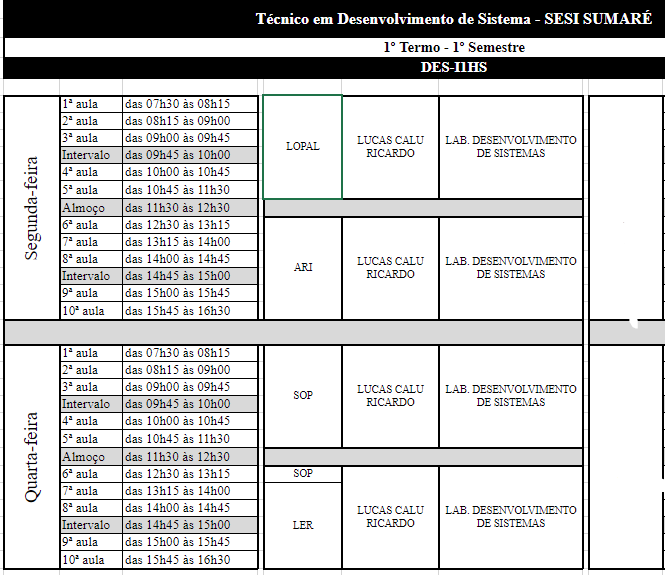 Técnico em Desenvolvimento de Sistema - SESI SUMARÉ
1º Termo - 1º Semestre
DES-I1HS
Segunda-feira
1ª aula das 07h30 às 08h15
2ª aula das 08h15 às 09h00
3ª aula das 09h00 às 09h45
Intervalo das 09h45 às 10h00
4ª aula das 10h00 às 10h45
5ª aula das 10h45 às 11h30
LOPAL
LUCAS CALU
RICARDO
LAB. DESENVOLVIMENTO
DE SISTEMAS
Almoço das 11h30 às 12h30
6ª aula das 12h30 às 13h15
7ª aula das 13h15 às 14h00
8ª aula das 14h00 às 14h45
Intervalo das 14h45 às 15h00
9ª aula das 15h00 às 15h45
10ª aula das 15h45 às 16h30
ARI
LUCAS CALU
RICARDO
LAB. DESENVOLVIMENTO
DE SISTEMAS
Quarta-feira
1ª aula das 07h30 às 08h15
2ª aula das 08h15 às 09h00
3ª aula das 09h00 às 09h45
Intervalo das 09h45 às 10h00
4ª aula das 10h00 às 10h45
5ª aula das 10h45 às 11h30
SOP
LUCAS CALU
RICARDO
LAB. DESENVOLVIMENTO
DE SISTEMAS
Almoço das 11h30 às 12h30
6ª aula das 12h30 às 13h15
7ª aula das 13h15 às 14h00
8ª aula das 14h00 às 14h45
Intervalo das 14h45 às 15h00
9ª aula das 15h00 às 15h45
10ª aula das 15h45 às 16h30
SOP
LER
LUCAS CALU
RICARDO
LAB. DESENVOLVIMENTO
DE SISTEMAS